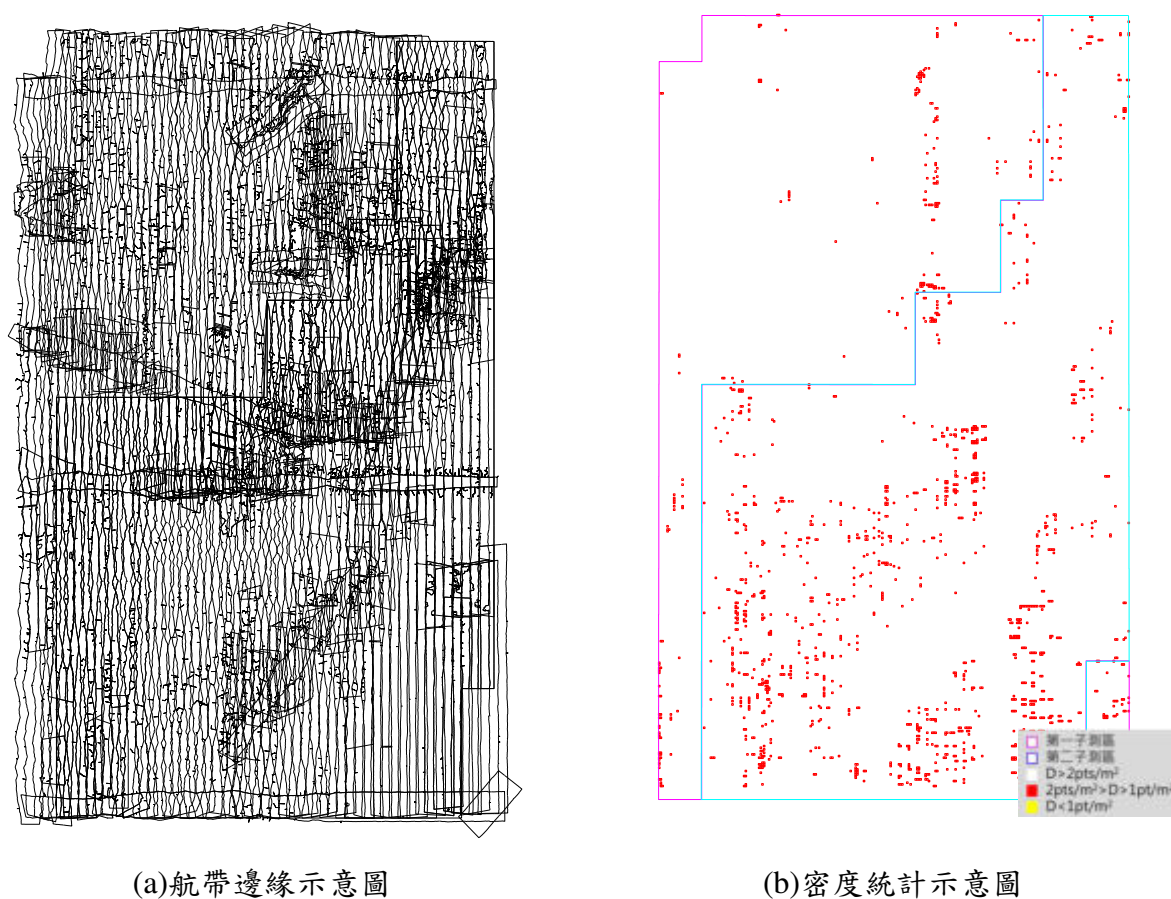 第一子測區
第二子測區
D>2pts/m²
2pts/m²>D>1pt/m²
D<1pt/m²
(a)航帶邊緣示意圖
(b)密度統計示意圖